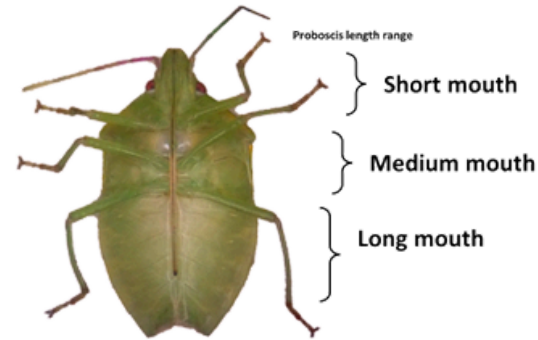 Proboscis length range
Short mouth
Medium mouth
Long mouth